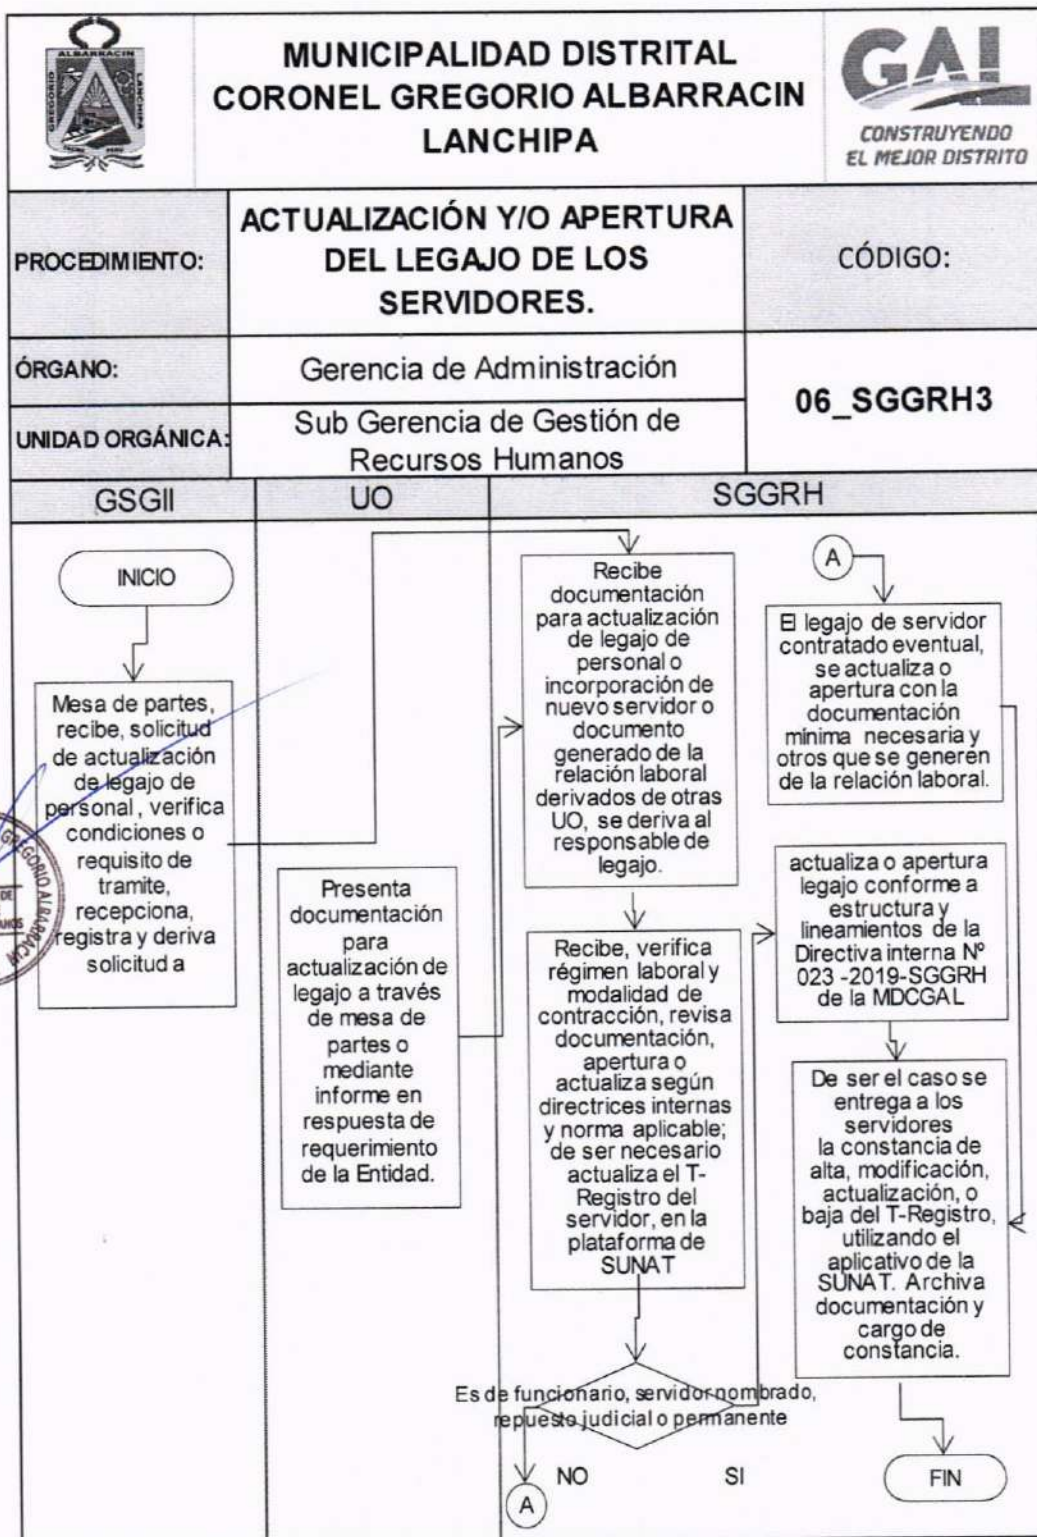 ALBARRACIN
GREGORIO
LANCHIPA
MUNICIPALIDAD DISTRITAL
CORONEL GREGORIO ALBARRACIN
LANCHIPA
GAL
CONSTRUYENDO
EL MEJOR DISTRITO
PROCEDIMIENTO:
ACTUALIZACIÓN Y/O APERTURA
DEL LEGAJO DE LOS
SERVIDORES.
CÓDIGO:
ÓRGANO:
Gerencia de Administración
06_SGGRH3
UNIDAD ORGÁNICA:
Sub Gerencia de Gestión de
Recursos Humanos
GSGII
UO
SGGRH
INICIO
Mesa de partes,
recibe, solicitud
de actualización
de legajo de
personal, verifica
condiciones o
requisito de
tramite,
recepciona,
registra y deriva
solicitud a
GREGORIO ALBARRACIN
DE
Presenta
documentación
para
actualización de
legajo a través
de mesa de
partes o
mediante
informe en
respuesta de
requerimiento
de la Entidad.
Recibe
documentación
para actualización
de legajo de
personal o
incorporación de
nuevo servidor o
documento
generado de la
relación laboral
derivados de otras
UO, se deriva al
responsable de
legajo.
Recibe, verifica
régimen laboral y
modalidad de
contracción, revisa
documentación,
apertura o
actualiza según
directrices internas
y norma aplicable;
de ser necesario
actualiza el T-
Registro del
servidor, en la
plataforma de
SUNAT
Es de funcionario, servidor nombrado,
repuesto judicial o permanente
NO
SI
A
A
El legajo de servidor
contratado eventual,
se actualiza o
apertura con la
documentación
mínima necesaria y
otros que se generen
de la relación laboral.
actualiza o apertura
legajo conforme a
estructura y
lineamientos de la
Directiva interna Nº
023 -2019-SGGRH
de la MDCGAL
De ser el caso se
entrega a los
servidores
la constancia de
alta, modificación,
actualización, o
baja del T-Registro,
utilizando el
aplicativo de la
SUNAT. Archiva
documentación y
cargo de
constancia.
FIN